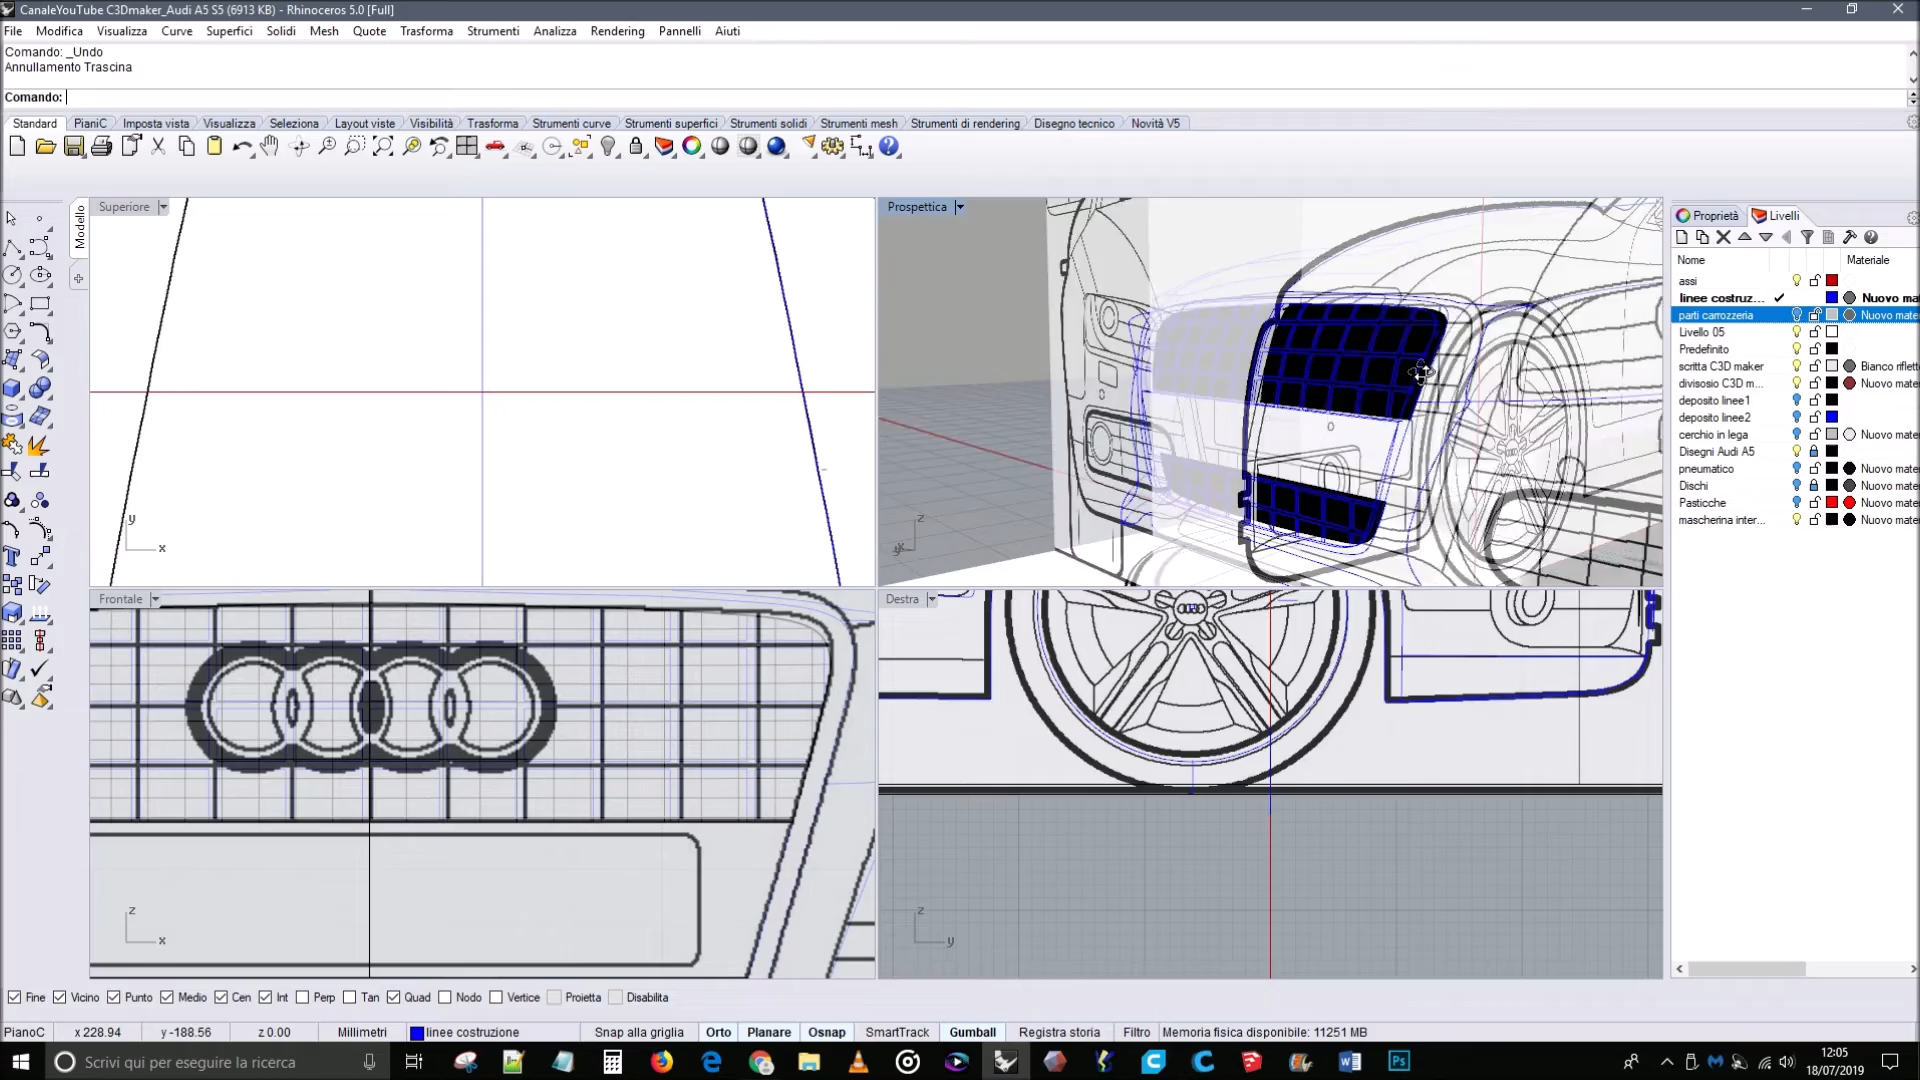 CanaleYouTube C3Dmaker_Audi A5 S5 (6913 KB) - Rhinoceros 5.0 [Full]
File Modifica Visualizza Curve Superfici Solidi Mesh Quote Trasforma Strumenti Analizza Rendering Pannelli Aiuti
Comando: _Undo
Annullamento Trascina
Comando:
Standard PianiC Imposta vista Visualizza Seleziona Layout viste Visibilità Trasforma Strumenti curve Strumenti superfici Strumenti solidi Strumenti mesh Strumenti di rendering Disegno tecnico Novità V5
Modello
Superiore
y
x
Prospettica
z
x
Frontale
z
x
Destra
z
y
Proprietà Livelli
Nome Materiale
assi
linee costruz... Nuovo ma
parti carrozzeria Nuovo mate
Livello 05
Predefinito
scritta C3D maker Bianco riflett
divisosio C3D m... Nuovo mate
deposito linee1
deposito linee2
cerchio in lega Nuovo mate
Disegni Audi A5
pneumatico Nuovo mate
Dischi Nuovo mate
Pasticche Nuovo mate
mascherina inter... Nuovo mate
Fine Vicino Punto Medio Cen Int Perp Tan Quad Nodo Vertice Proietta Disabilita
PianoC x 228.94 y -188.56 z 0.00 Millimetri linee costruzione Snap alla griglia Orto Planare Osnap SmartTrack Gumball Registra storia Filtro Memoria fisica disponibile: 11251 MB
Scrivi qui per eseguire la ricerca
12:05
18/07/2019